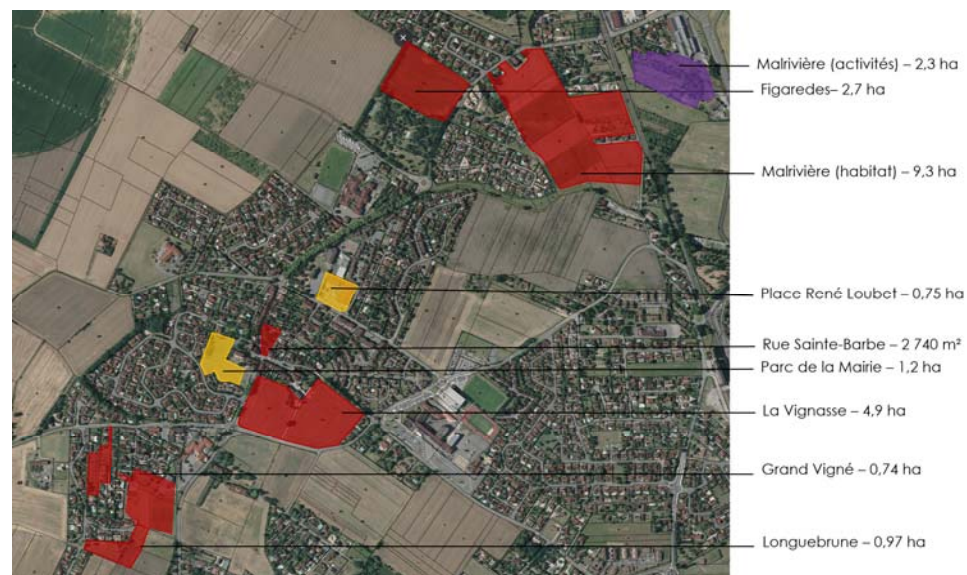 Malrivière (activités) – 2,3 ha
Figaredes– 2,7 ha
Malrivière (habitat) – 9,3 ha
Place René Loubet – 0,75 ha
Rue Sainte-Barbe – 2 740 m²
Parc de la Mairie – 1,2 ha
La Vignasse – 4,9 ha
Grand Vigné – 0,74 ha
Longuebrune – 0,97 ha